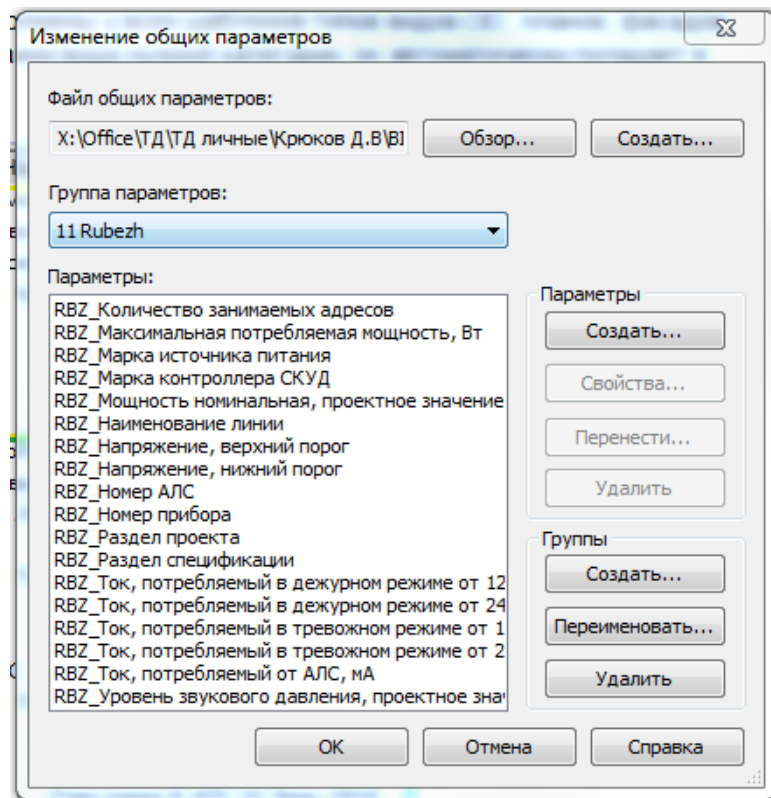 Изменение общих параметров
Файл общих параметров:
X:\Office\ТД\ТД личные\Крюков Д.В\BI
Обзор...
Создать...
Группа параметров:
11 Rubezh
Параметры:
RBZ_Количество занимаемых адресов
RBZ_Максимальная потребляемая мощность, Вт
RBZ_Марка источника питания
RBZ_Марка контроллера СКУД
RBZ_Мощность номинальная, проектное значение
RBZ_Наименование линии
RBZ_Напряжение, верхний порог
RBZ_Напряжение, нижний порог
RBZ_Номер АЛС
RBZ_Номер прибора
RBZ_Раздел проекта
RBZ_Раздел спецификации
RBZ_Ток, потребляемый в дежурном режиме от 12
RBZ_Ток, потребляемый в дежурном режиме от 24
RBZ_Ток, потребляемый в тревожном режиме от 1
RBZ_Ток, потребляемый в тревожном режиме от 2
RBZ_Ток, потребляемый от АЛС, мА
RBZ_Уровень звукового давления, проектное знач
Параметры
Создать...
Свойства...
Перенести...
Удалить
Группы
Создать...
Переименовать...
Удалить
OK
Отмена
Справка